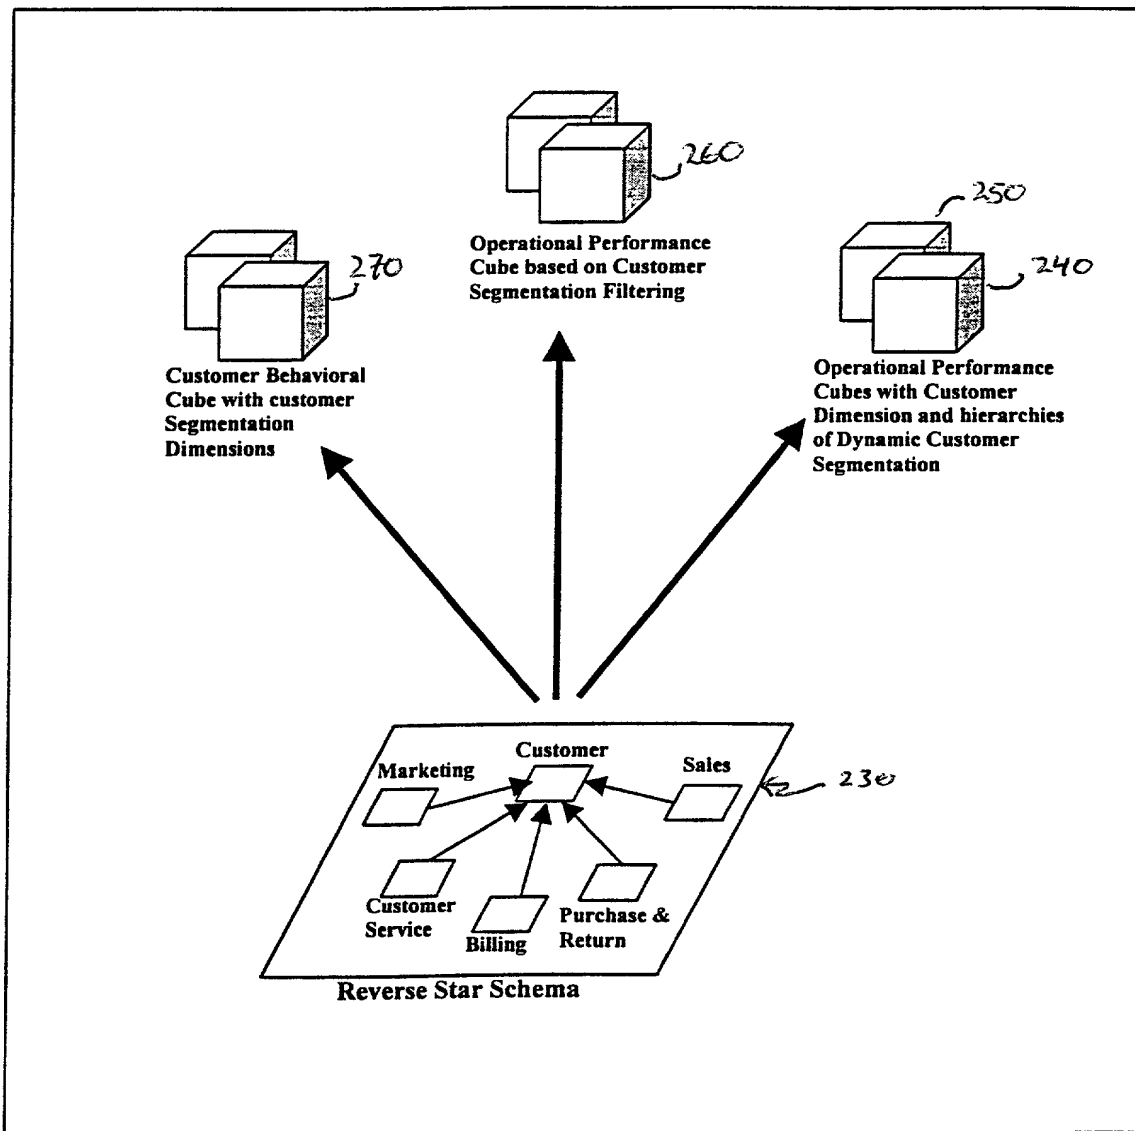 260
250
Operational Performance
Cube based on Customer
Segmentation Filtering
270
240
Customer Behavioral
Cube with customer
Segmentation
Dimensions
Operational Performance
Cubes with Customer
Dimension and hierarchies
of Dynamic Customer
Segmentation
Customer
Marketing
Sales
230
Customer
Service
Billing
Purchase &
Return
Reverse Star Schema